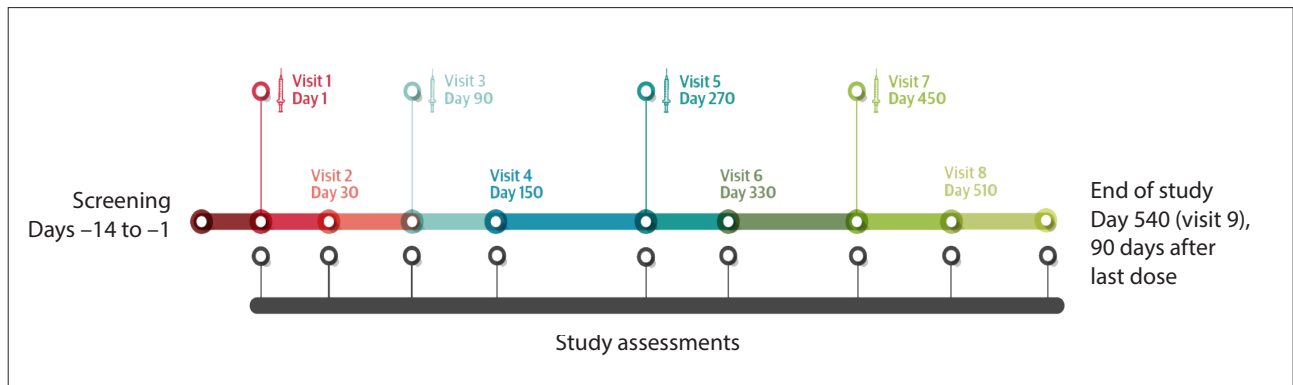 Visit 1
Day 1
Visit 3
Day 90
Visit 5
Day 270
Visit 7
Day 450
Visit 2
Day 30
Visit 4
Day 150
Visit 6
Day 330
Visit 8
Day 510
Screening
Days –14 to –1
End of study
Day 540 (visit 9),
90 days after
last dose
Study assessments